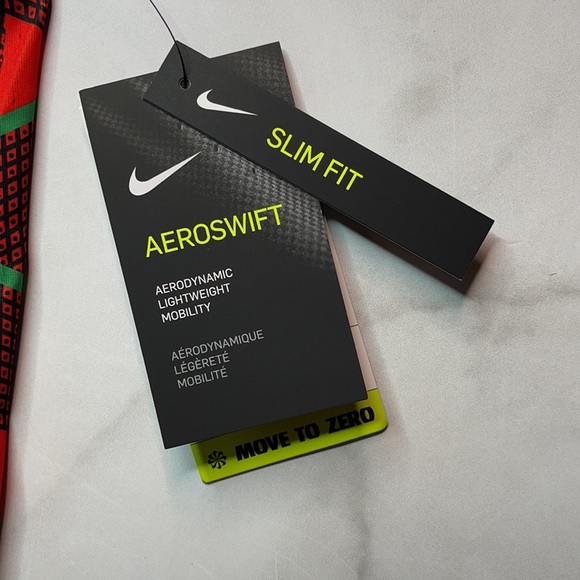 SLIM FIT
AEROSWIFT
AERODYNAMIC
LIGHTWEIGHT
MOBILITY
AÉRODYNAMIQUE
LÉGÈRETÉ
MOBILITÉ
MOVE TO ZERO